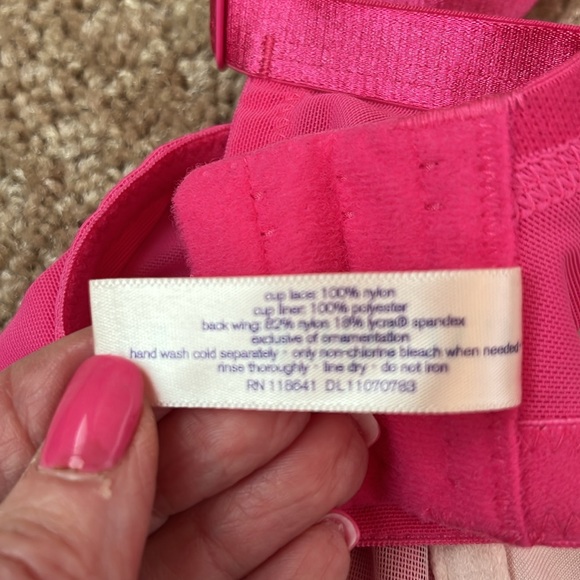 cup lace: 100% nylon
cup liner: 100% polyester
back wing: 82% nylon 18% lycra® spandex
exclusive of ornamentation
hand wash cold separately · only non-chlorine bleach when needed
rinse thoroughly · line dry · do not iron
RN 118641 DL11070783